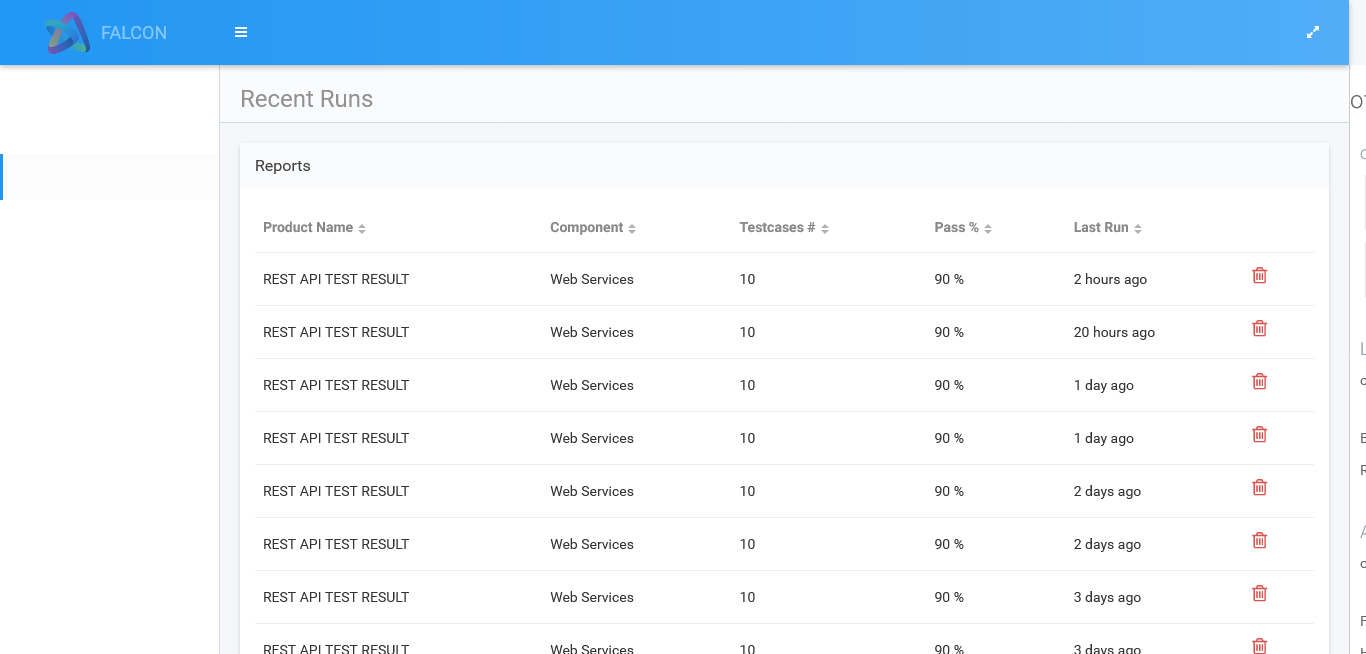 FALCON
Recent Runs
Reports
Product Name Component Testcases # Pass % Last Run
REST API TEST RESULT Web Services 10 90 % 2 hours ago
REST API TEST RESULT Web Services 10 90 % 20 hours ago
REST API TEST RESULT Web Services 10 90 % 1 day ago
REST API TEST RESULT Web Services 10 90 % 1 day ago
REST API TEST RESULT Web Services 10 90 % 2 days ago
REST API TEST RESULT Web Services 10 90 % 2 days ago
REST API TEST RESULT Web Services 10 90 % 3 days ago
REST API TEST RESULT Web Services 10 90 % 3 days ago